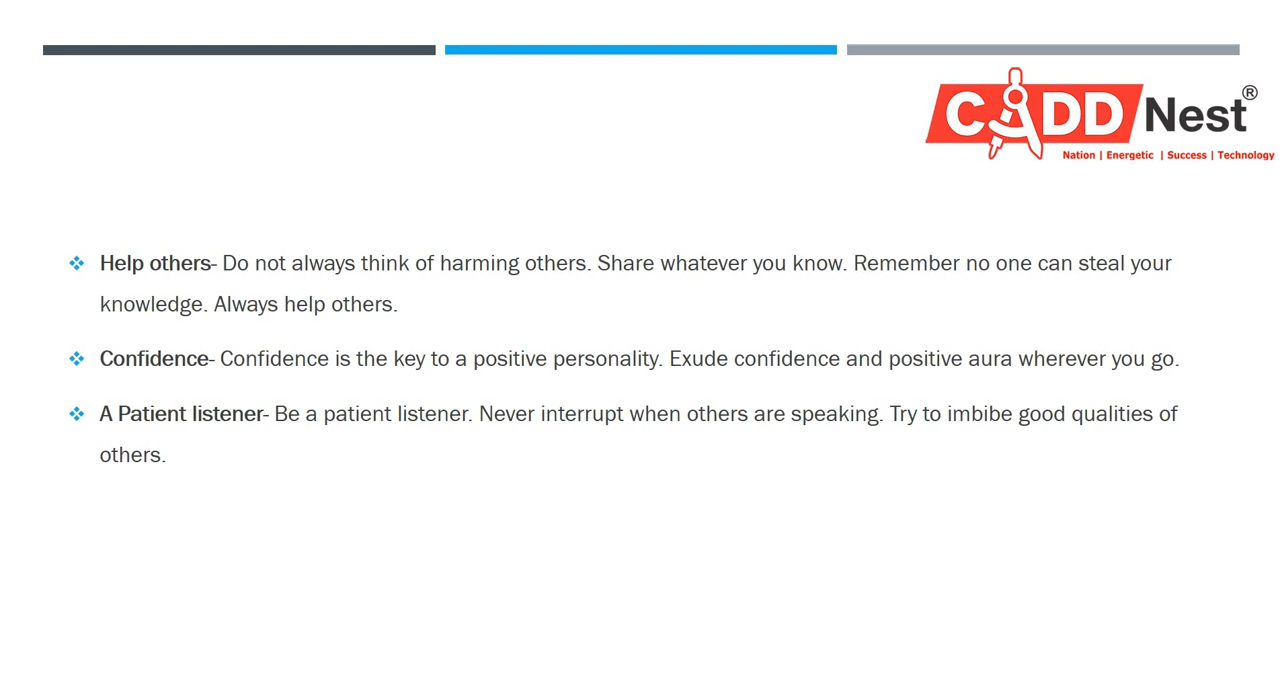 CADD Nest®
Nation | Energetic | Success | Technology
❖ Help others- Do not always think of harming others. Share whatever you know. Remember no one can steal your
knowledge. Always help others.
❖ Confidence- Confidence is the key to a positive personality. Exude confidence and positive aura wherever you go.
❖ A Patient listener- Be a patient listener. Never interrupt when others are speaking. Try to imbibe good qualities of
others.